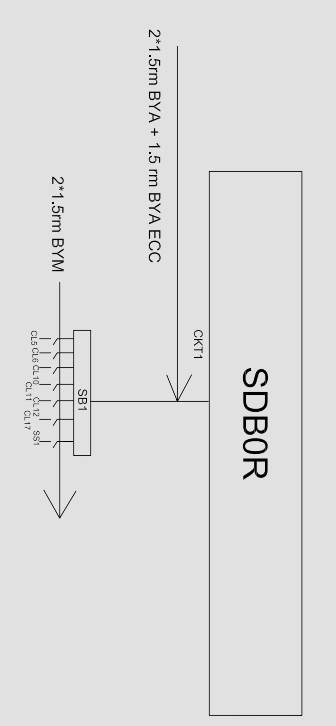 2*1.5rm BYA + 1.5 rm BYA ECC
SDB0R
CKT1
2*1.5rm BYM
SB1
CL5
CL6
CL10
CL11
CL12
CL17
SS1